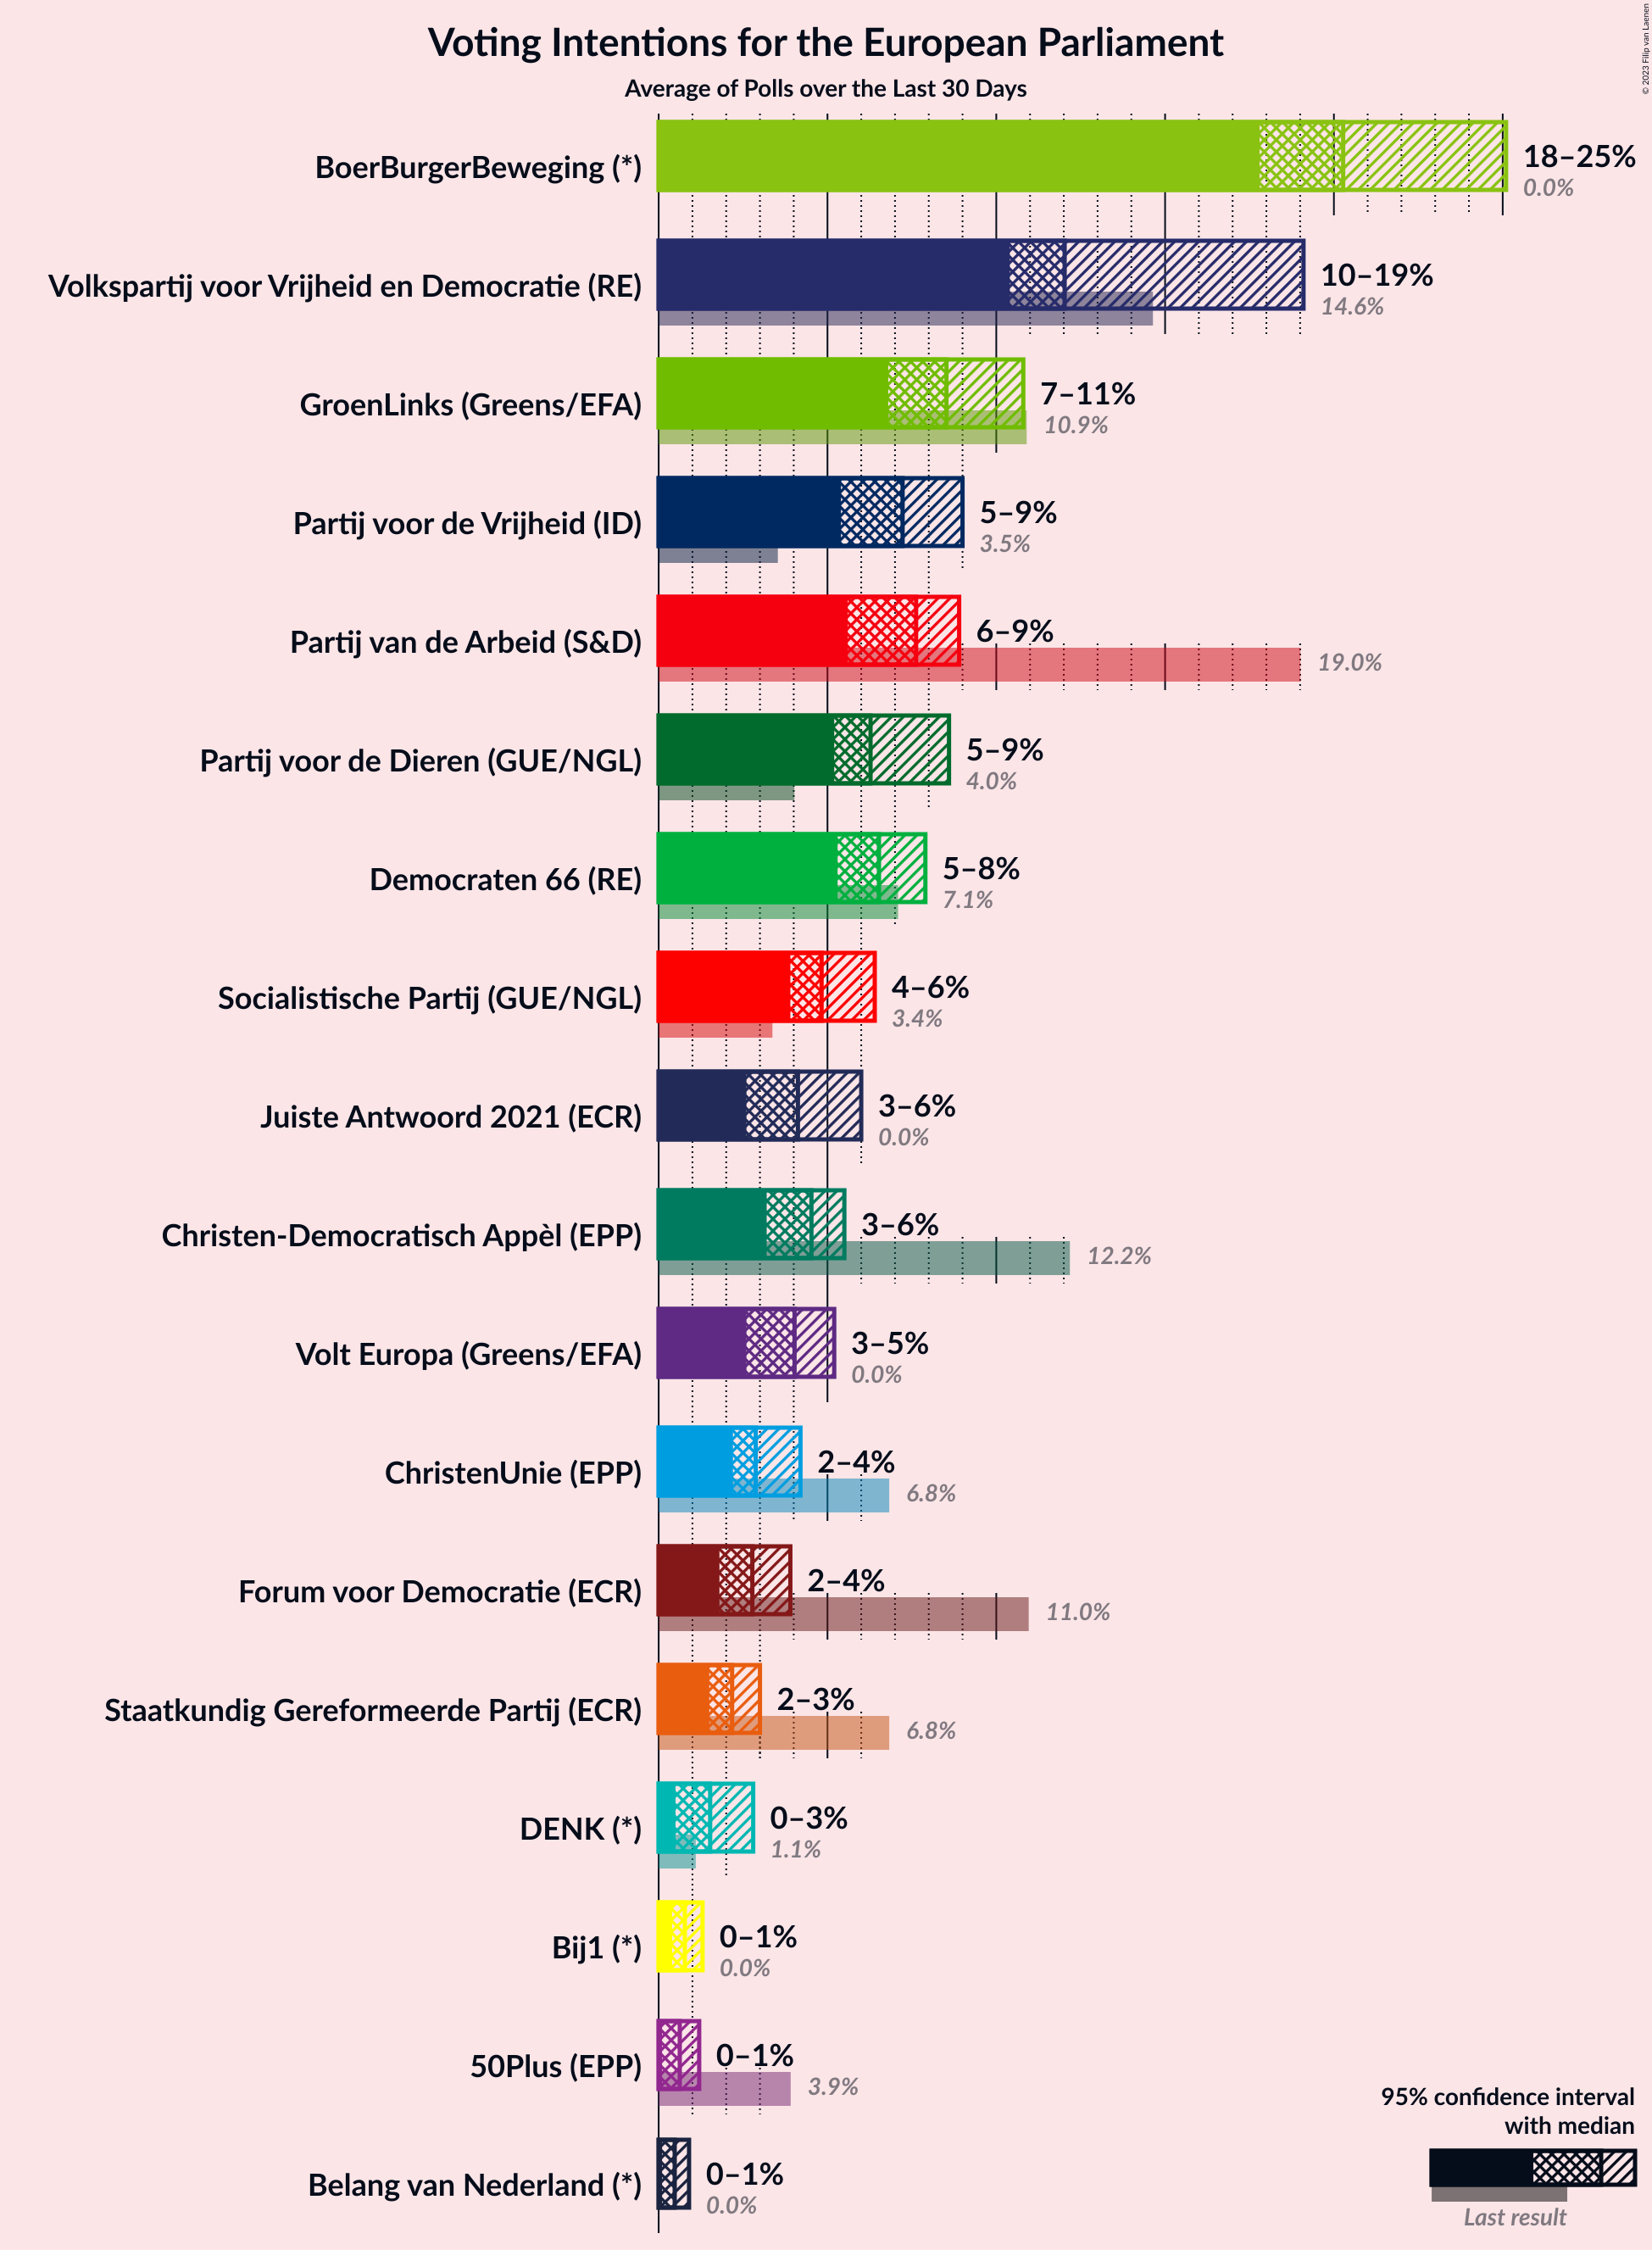 Voting Intentions for the European Parliament
Average of Polls over the Last 30 Days
© 2023 Filip van Laenen
BoerBurgerBeweging (*)
18–25%
0.0%
Volkspartij voor Vrijheid en Democratie (RE)
10–19%
14.6%
GroenLinks (Greens/EFA)
7–11%
10.9%
Partij voor de Vrijheid (ID)
5–9%
3.5%
Partij van de Arbeid (S&D)
6–9%
19.0%
Partij voor de Dieren (GUE/NGL)
5–9%
4.0%
Democraten 66 (RE)
5–8%
7.1%
Socialistische Partij (GUE/NGL)
4–6%
3.4%
Juiste Antwoord 2021 (ECR)
3–6%
0.0%
Christen-Democratisch Appèl (EPP)
3–6%
12.2%
Volt Europa (Greens/EFA)
3–5%
0.0%
ChristenUnie (EPP)
2–4%
6.8%
Forum voor Democratie (ECR)
2–4%
11.0%
Staatkundig Gereformeerde Partij (ECR)
2–3%
6.8%
DENK (*)
0–3%
1.1%
Bij1 (*)
0–1%
0.0%
50Plus (EPP)
0–1%
3.9%
Belang van Nederland (*)
0–1%
0.0%
95% confidence interval
with median
Last result